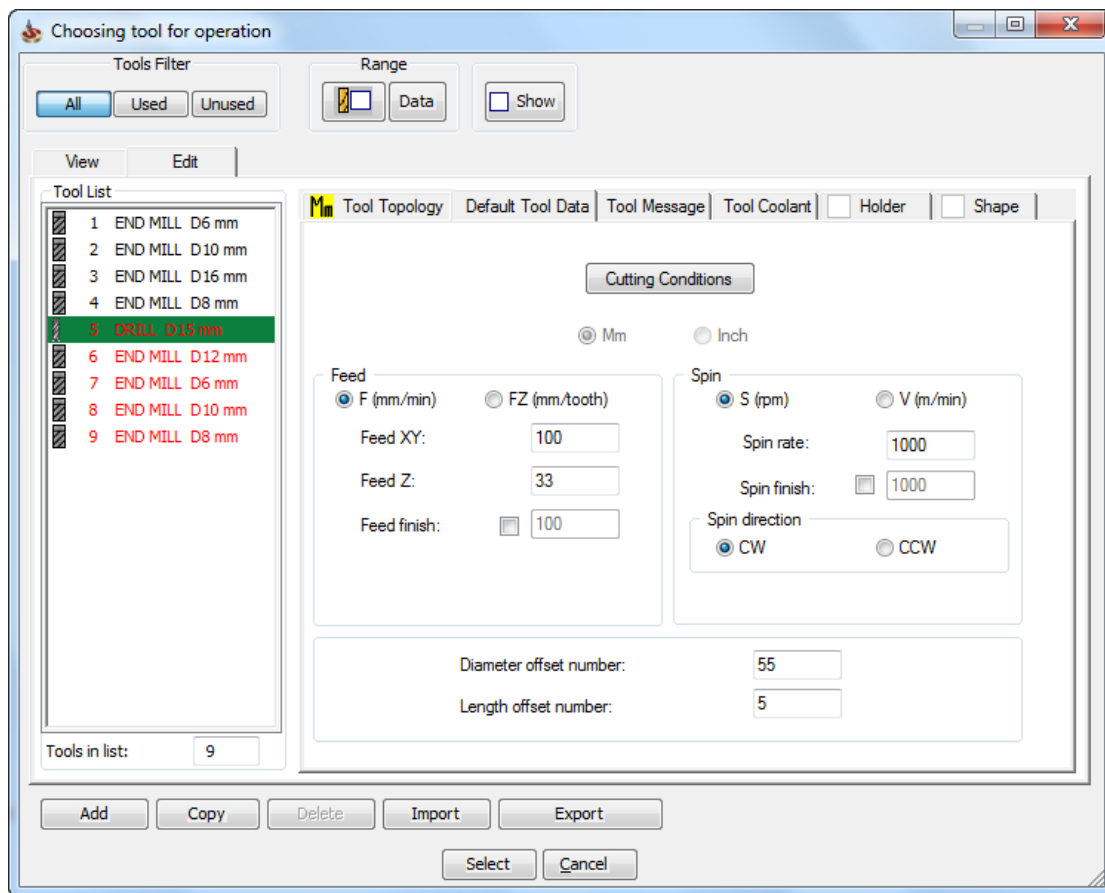 Choosing tool for operation
Tools Filter
All Used Unused
Range
Data
Show
View Edit
Tool List
1 END MILL D6 mm
2 END MILL D10 mm
3 END MILL D16 mm
4 END MILL D8 mm
5 DRILL D15 mm
6 END MILL D12 mm
7 END MILL D6 mm
8 END MILL D10 mm
9 END MILL D8 mm
Tools in list: 9
Mm Tool Topology Default Tool Data Tool Message Tool Coolant Holder Shape
Cutting Conditions
Mm Inch
Feed
F (mm/min) FZ (mm/tooth)
Feed XY: 100
Feed Z: 33
Feed finish: 100
Spin
S (rpm) V (m/min)
Spin rate: 1000
Spin finish: 1000
Spin direction
CW CCW
Diameter offset number: 55
Length offset number: 5
Add Copy Delete Import Export
Select Cancel